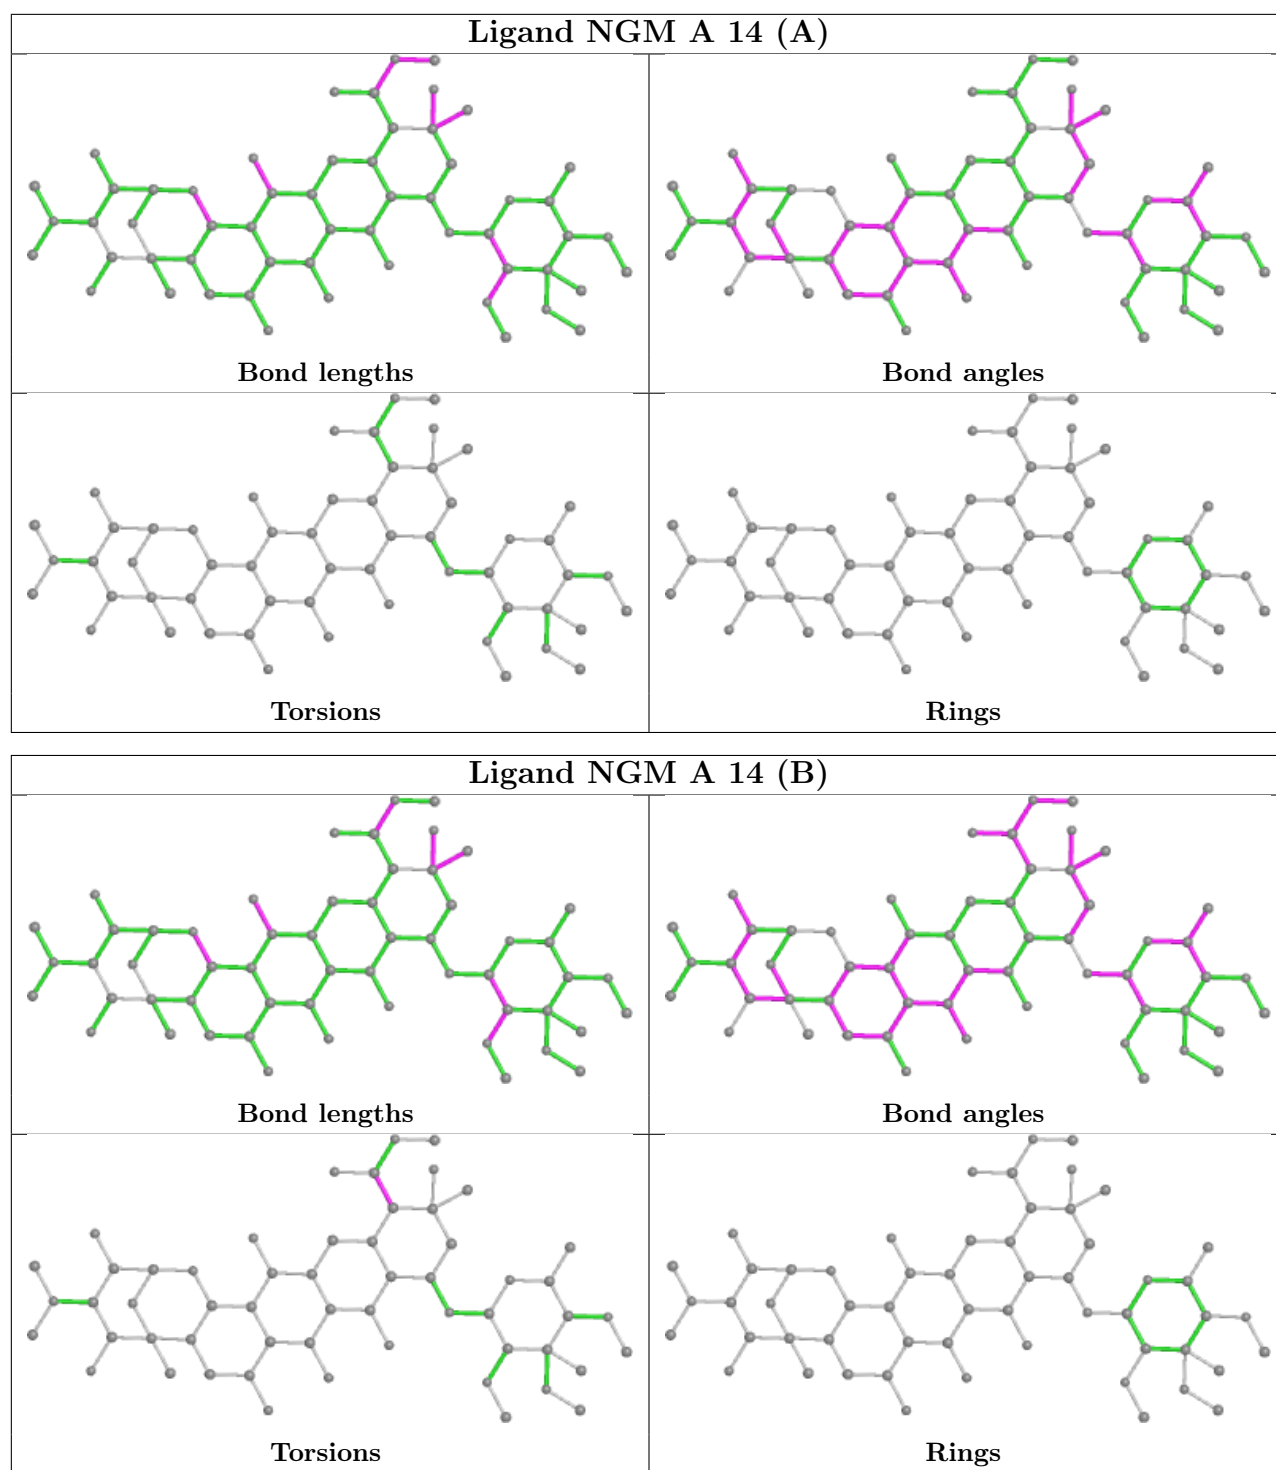 Ligand NGM A 14 (A)
Bond lengths
Bond angles
Torsions
Rings
Ligand NGM A 14 (B)
Bond lengths
Bond angles
Torsions
Rings